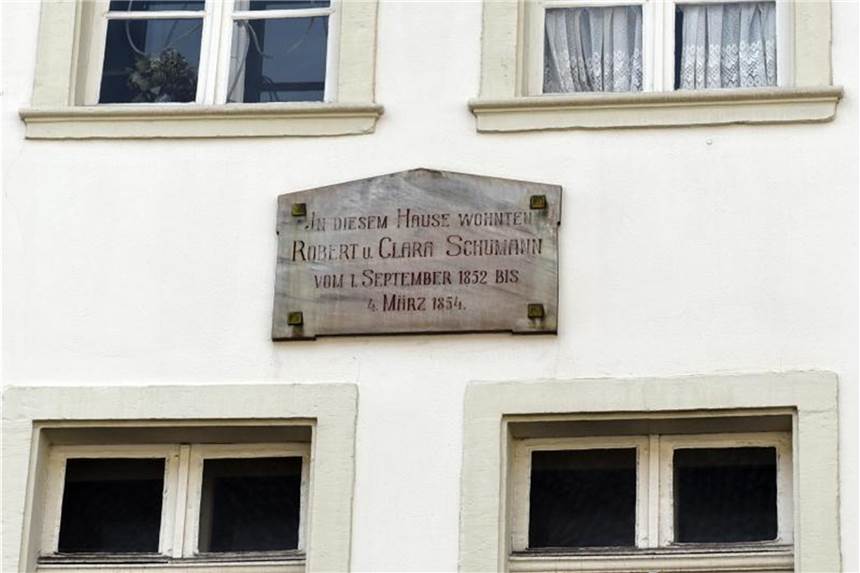 In diesem Hause wohnten
Robert u. Clara Schumann
vom 1. September 1852 bis
4. März 1854.